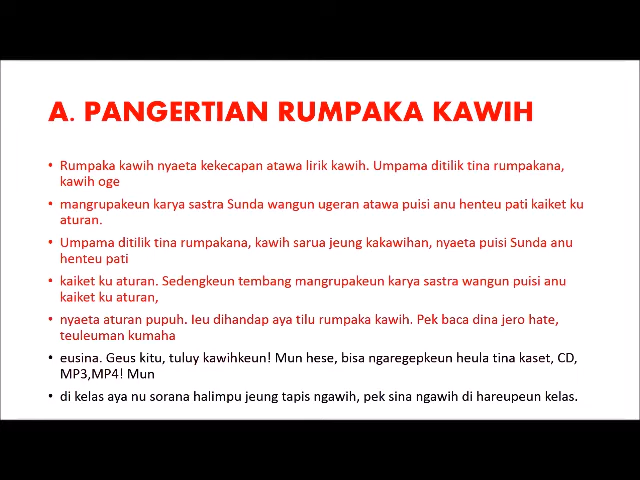 A. PANGERTIAN RUMPAKA KAWIH
• Rumpaka kawih nyaeta kekecapan atawa lirik kawih. Umpama ditilik tina rumpakana,
kawih oge
• mangrupakeun karya sastra Sunda wangun ugeran atawa puisi anu henteu pati kaiket ku
aturan.
• Umpama ditilik tina rumpakana, kawih sarua jeung kakawihan, nyaeta puisi Sunda anu
henteu pati
• kaiket ku aturan. Sedengkeun tembang mangrupakeun karya sastra wangun puisi anu
kaiket ku aturan,
• nyaeta aturan pupuh. Ieu dihandap aya tilu rumpaka kawih. Pek baca dina jero hate,
teuleuman kumaha
• eusina. Geus kitu, tuluy kawihkeun! Mun hese, bisa ngaregepkeun heula tina kaset, CD,
MP3,MP4! Mun
• di kelas aya nu sorana halimpu jeung tapis ngawih, pek sina ngawih di hareupeun kelas.